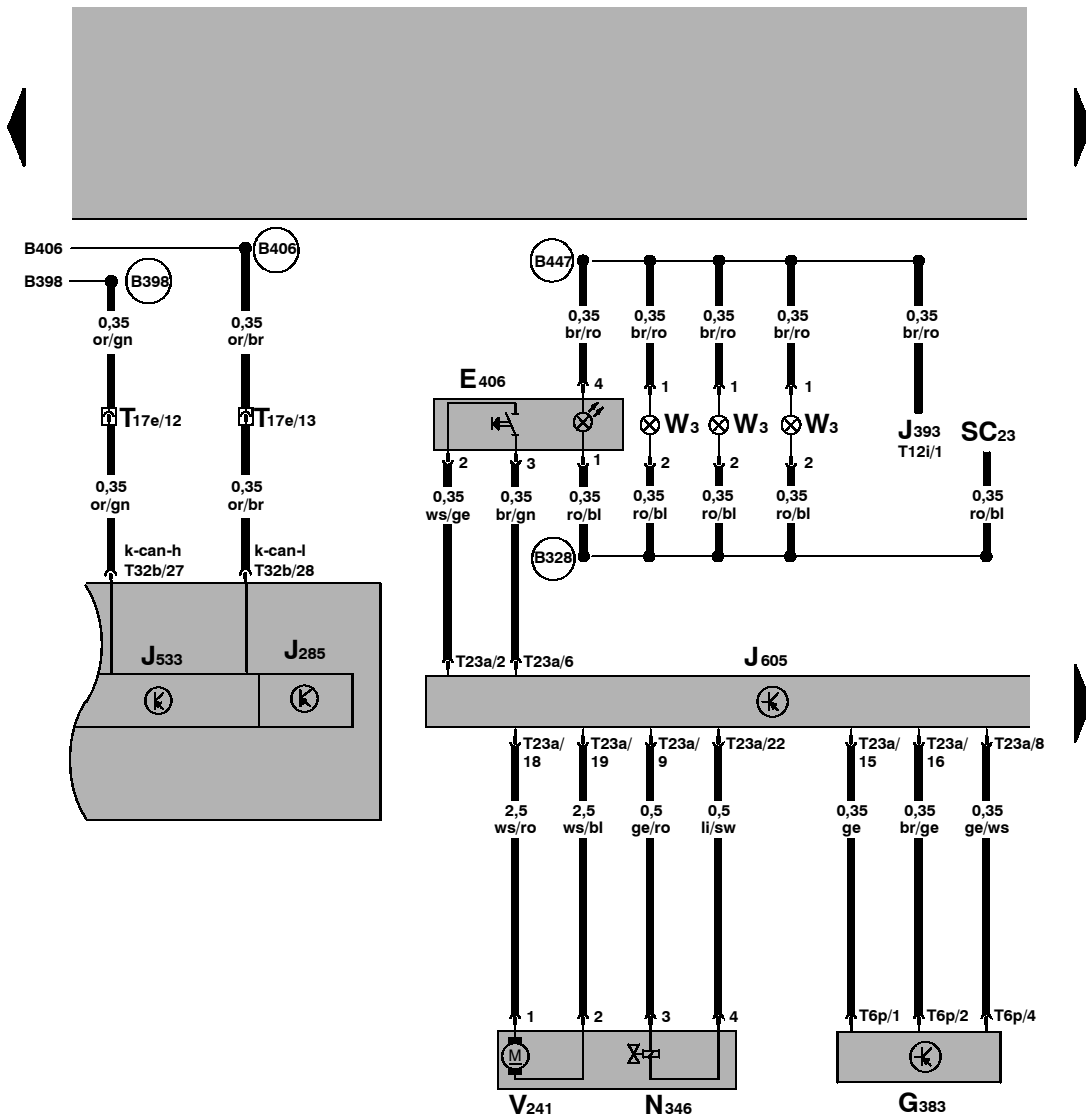 B406
B406
B398
B398
0,35
or/gn
0,35
or/br
T17e/12
T17e/13
0,35
or/gn
0,35
or/br
k-can-h
T32b/27
k-can-l
T32b/28
J533
J285
B447
0,35
br/ro
0,35
br/ro
0,35
br/ro
0,35
br/ro
0,35
br/ro
E406
4
1
1
1
W3
W3
W3
J393
T12i/1
SC23
2
3
1
2
2
2
0,35
ws/ge
0,35
br/gn
0,35
ro/bl
0,35
ro/bl
0,35
ro/bl
0,35
ro/bl
0,35
ro/bl
B328
T23a/2
T23a/6
J605
T23a/
18
T23a/
19
T23a/
9
T23a/22
T23a/
15
T23a/
16
T23a/8
2,5
ws/ro
2,5
ws/bl
0,5
ge/ro
0,5
li/sw
0,35
ge
0,35
br/ge
0,35
ge/ws
1
2
3
4
T6p/1
T6p/2
T6p/4
M
V241
N346
G383